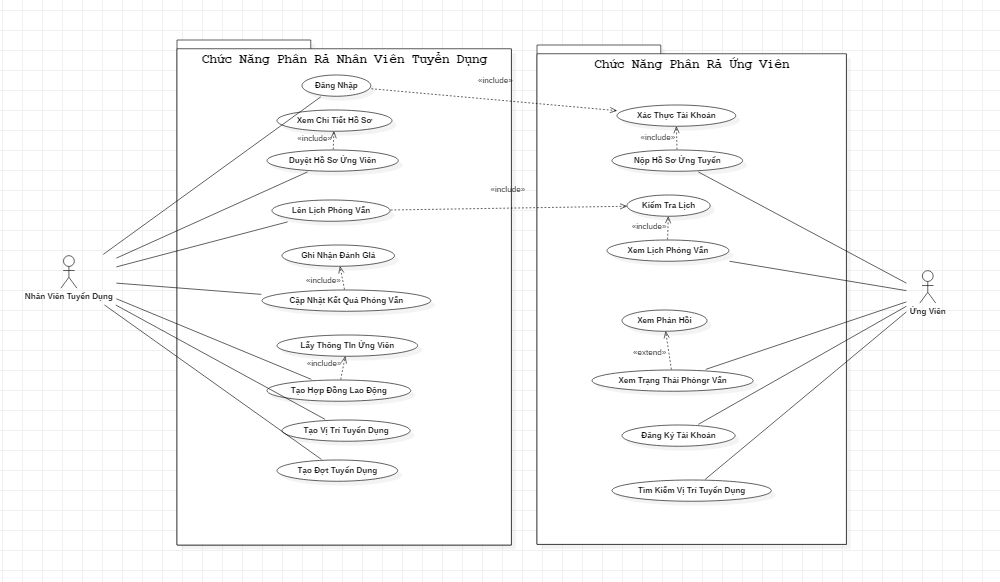 Chức Năng Phân Rã Nhân Viên Tuyển Dụng
Đăng Nhập
«include»
Xem Chi Tiết Hồ Sơ
«include»
Duyệt Hồ Sơ Ứng Viên
«include»
Lên Lịch Phỏng Vấn
Ghi Nhận Đánh Giá
«include»
Cập Nhật Kết Quả Phỏng Vấn
Lấy Thông TIn Ứng Viên
«include»
Tạo Hợp Đồng Lao Động
Tạo Vị Trí Tuyển Dụng
Tạo Đợt Tuyển Dụng
Nhân Viên Tuyển Dụng
Chức Năng Phân Rã Ứng Viên
Xác Thực Tài Khoản
«include»
Nộp Hồ Sơ Ứng Tuyển
Kiểm Tra Lịch
«include»
Xem Lịch Phỏng Vấn
Xem Phản Hồi
«extend»
Xem Trạng Thái Phỏngr Vấn
Đăng Ký Tài Khoản
Tìm Kiếm Vị Trí Tuyển Dụng
Ứng Viên